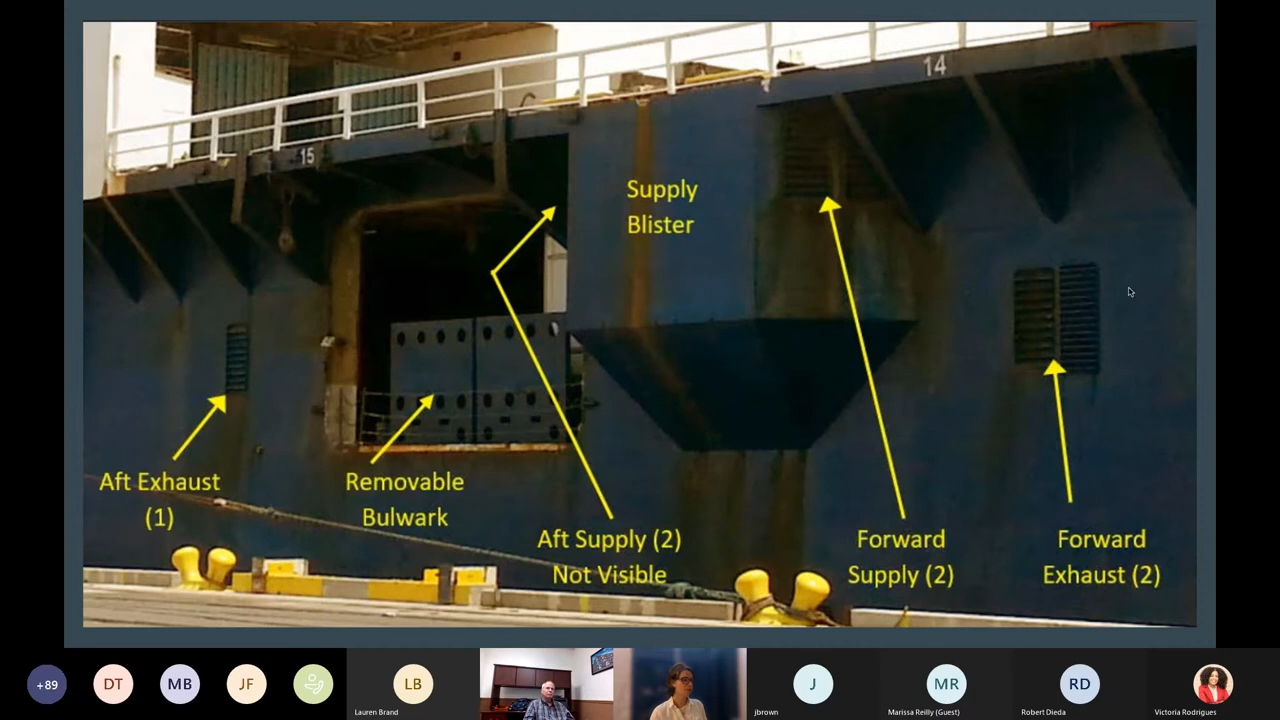 14
15
Supply
Blister
Aft Exhaust
(1)
Removable
Bulwark
Aft Supply (2)
Not Visible
Forward
Supply (2)
Forward
Exhaust (2)
+89
DT
MB
JF
LB
Lauren Brand
J
jbrown
MR
Marissa Reilly (Guest)
RD
Robert Dieda
Victoria Rodrigues